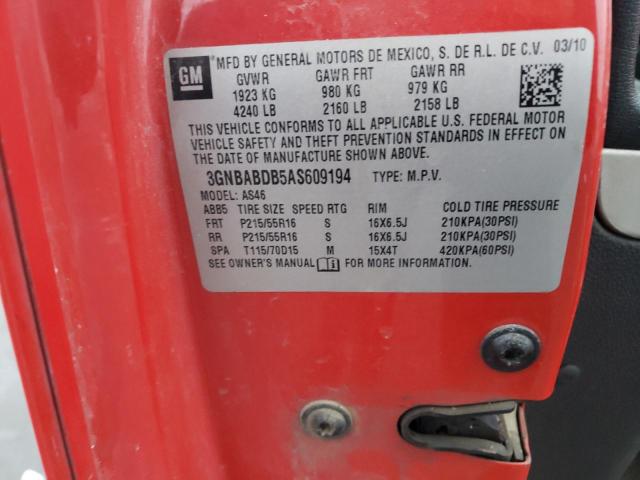 GM MFD BY GENERAL MOTORS DE MEXICO, S. DE R.L. DE C.V. 03/10
GVWR GAWR FRT GAWR RR
1923 KG 980 KG 979 KG
4240 LB 2160 LB 2158 LB
THIS VEHICLE CONFORMS TO ALL APPLICABLE U.S. FEDERAL MOTOR
VEHICLE SAFETY AND THEFT PREVENTION STANDARDS IN EFFECT ON
THE DATE OF MANUFACTURE SHOWN ABOVE.
3GNBABDB5AS609194 TYPE: M.P.V.
MODEL: AS46
ABB5 TIRE SIZE SPEED RTG RIM COLD TIRE PRESSURE
FRT P215/55R16 S 16X6.5J 210KPA(30PSI)
RR P215/55R16 S 16X6.5J 210KPA(30PSI)
SPA T115/70D15 M 15X4T 420KPA(60PSI)
SEE OWNER'S MANUAL FOR MORE INFORMATION.